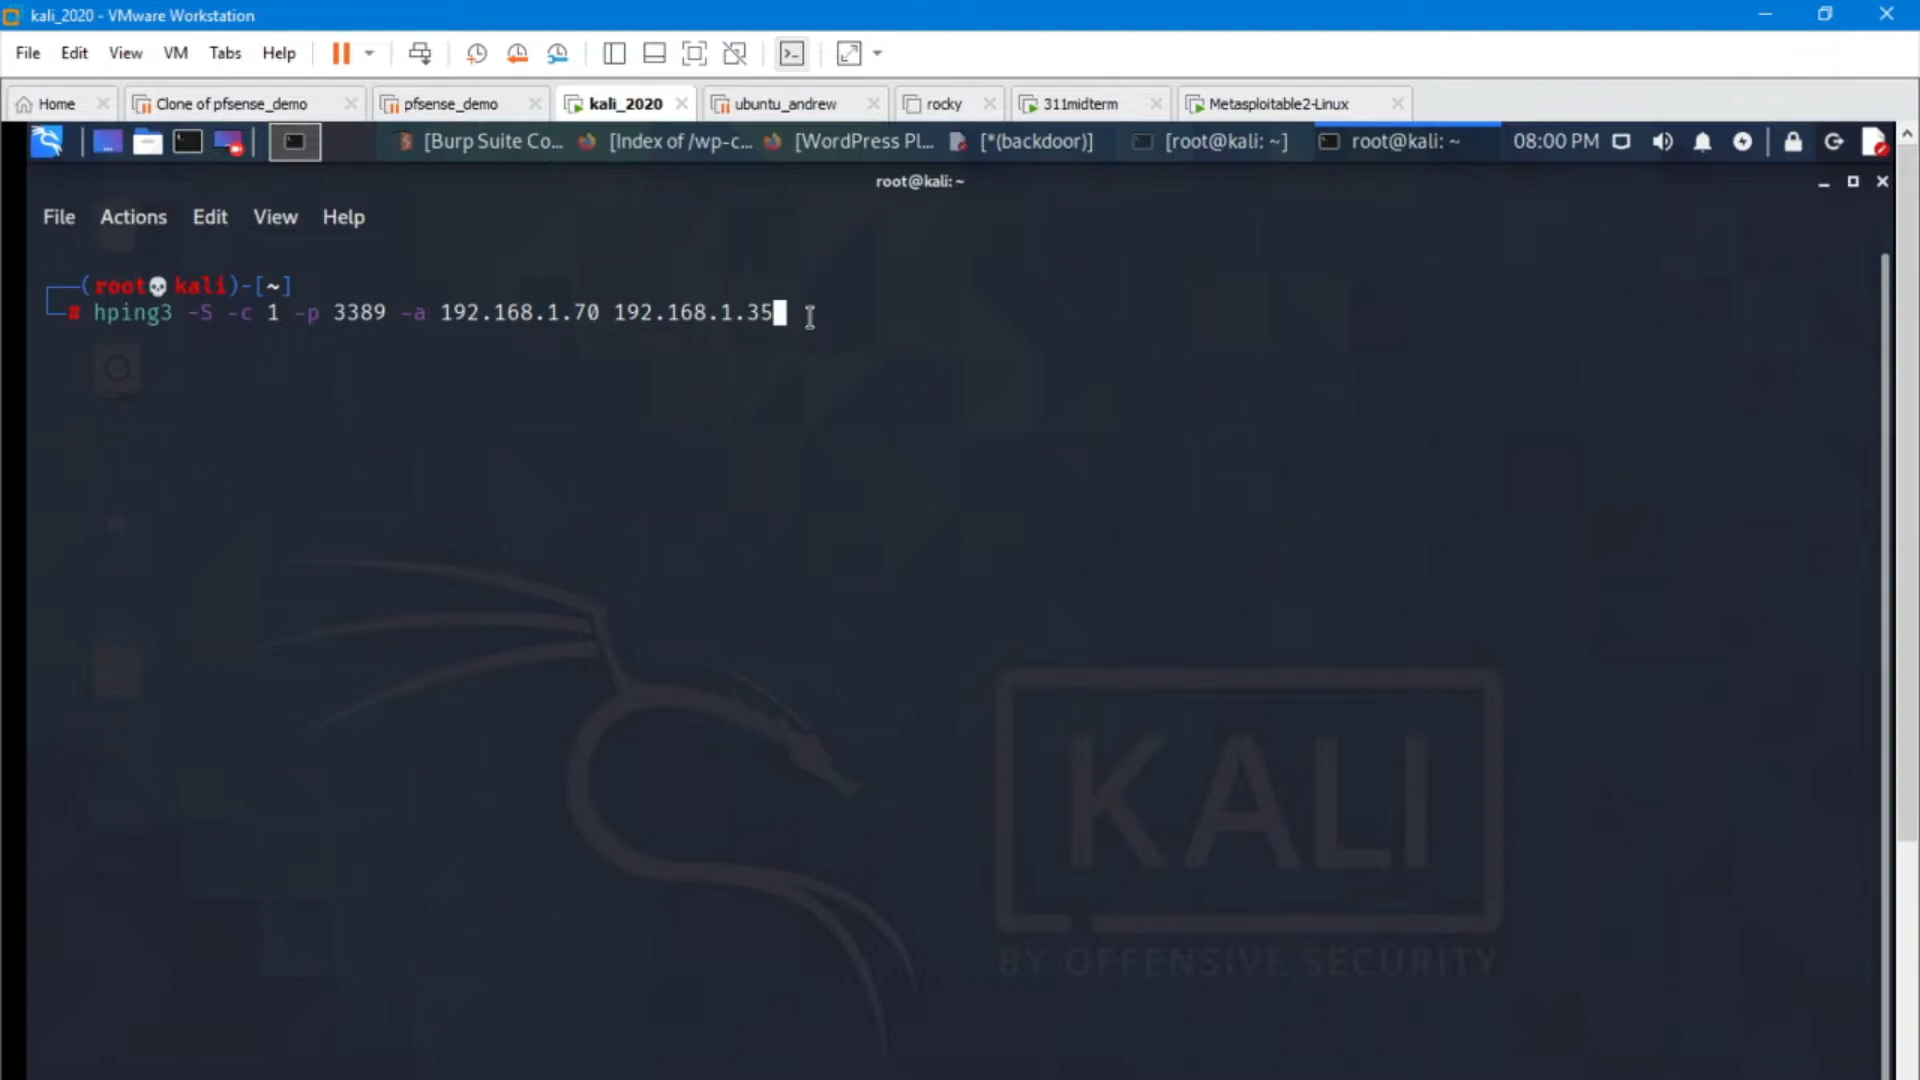 kali_2020 - VMware Workstation
File Edit View VM Tabs Help
Home Clone of pfsense_demo pfsense_demo kali_2020 ubuntu_andrew rocky 311midterm Metasploitable2-Linux
[Burp Suite Co... [Index of /wp-c... [WordPress Pl... [*(backdoor)] [root@kali: ~] root@kali: ~ 08:00 PM
root@kali: ~
File Actions Edit View Help
(root💀kali)-[~]
# hping3 -S -c 1 -p 3389 -a 192.168.1.70 192.168.1.35
KALI
BY OFFENSIVE SECURITY